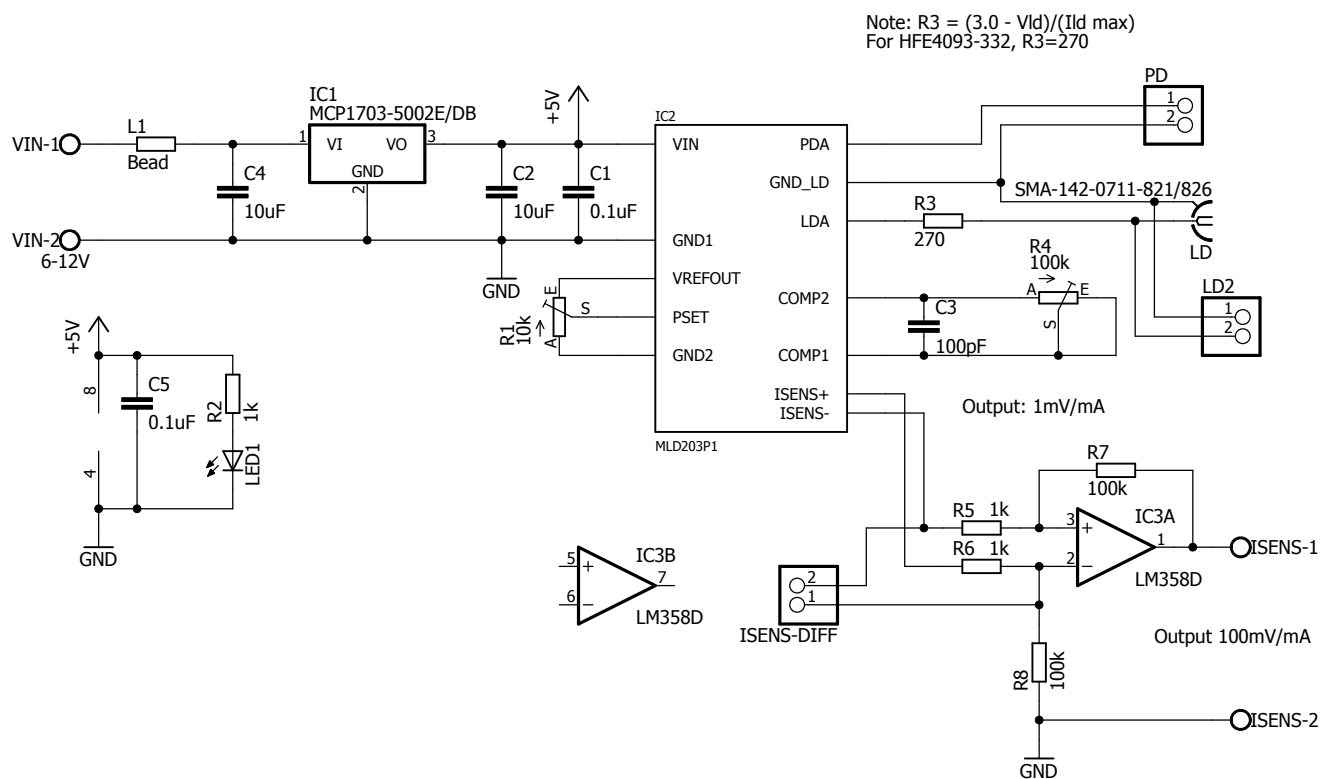 Note: R3 = (3.0 - Vld)/(Ild max)
For HFE4093-332, R3=270
PD
1
2
IC1
MCP1703-5002E/DB
+5V
IC2
L1
VIN-1
Bead
1
VI
VO
3
GND
2
VIN
PDA
C4
10uF
C2
10uF
C1
0.1uF
GND_LD
SMA-142-0711-821/826
LDA
R3
270
LD
VIN-2
6-12V
GND1
GND
VREFOUT
R4
100k
A
E
S
LD2
1
2
COMP2
C3
100pF
E
S
A
R1
10k
PSET
GND2
COMP1
+5V
8
C5
0.1uF
R2
1k
4
LED1
GND
ISENS+
ISENS-
Output: 1mV/mA
MLD203P1
R7
100k
R5
1k
R6
1k
3
+
2
−
1
IC3A
LM358D
ISENS-1
5
+
6
−
7
IC3B
LM358D
2
1
ISENS-DIFF
Output 100mV/mA
R8
100k
ISENS-2
GND